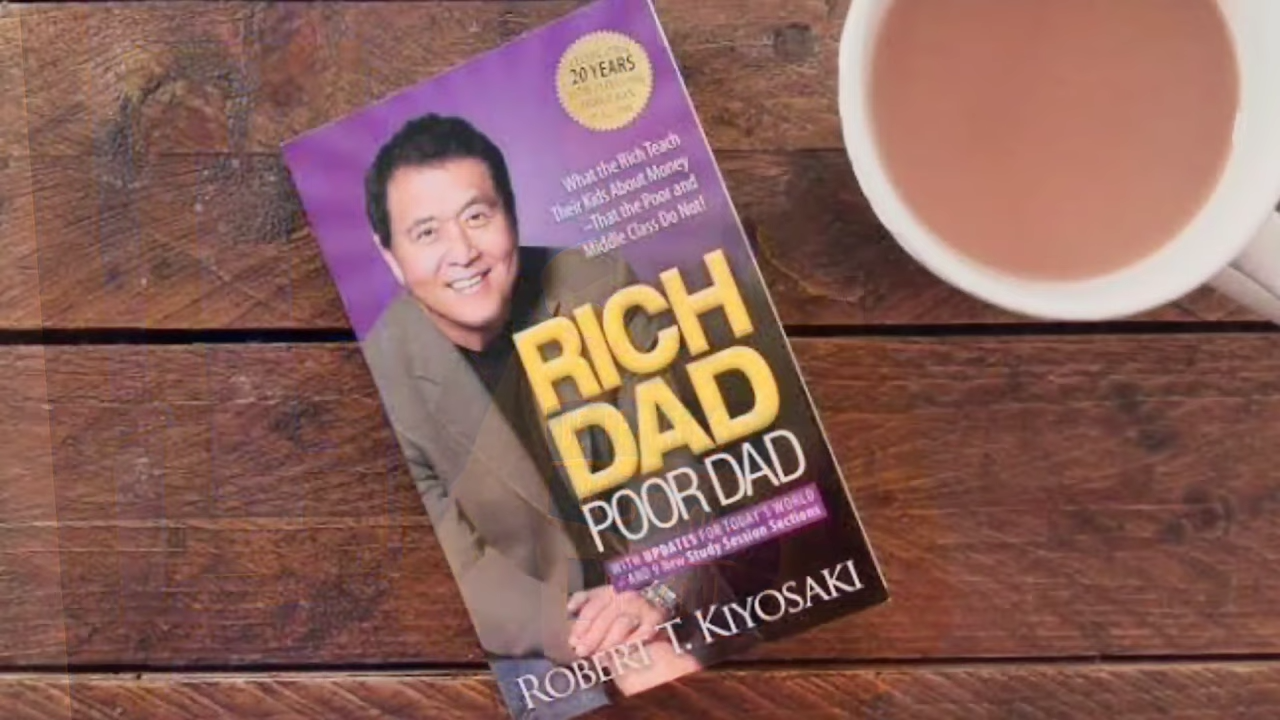 20 YEARS
What the Rich Teach
Their Kids About Money
–That the Poor and
Middle Class Do Not!
RICH
DAD
POOR DAD
WITH UPDATES FOR TODAY'S WORLD
–AND 9 New Study Session Sections
ROBERT T. KIYOSAKI